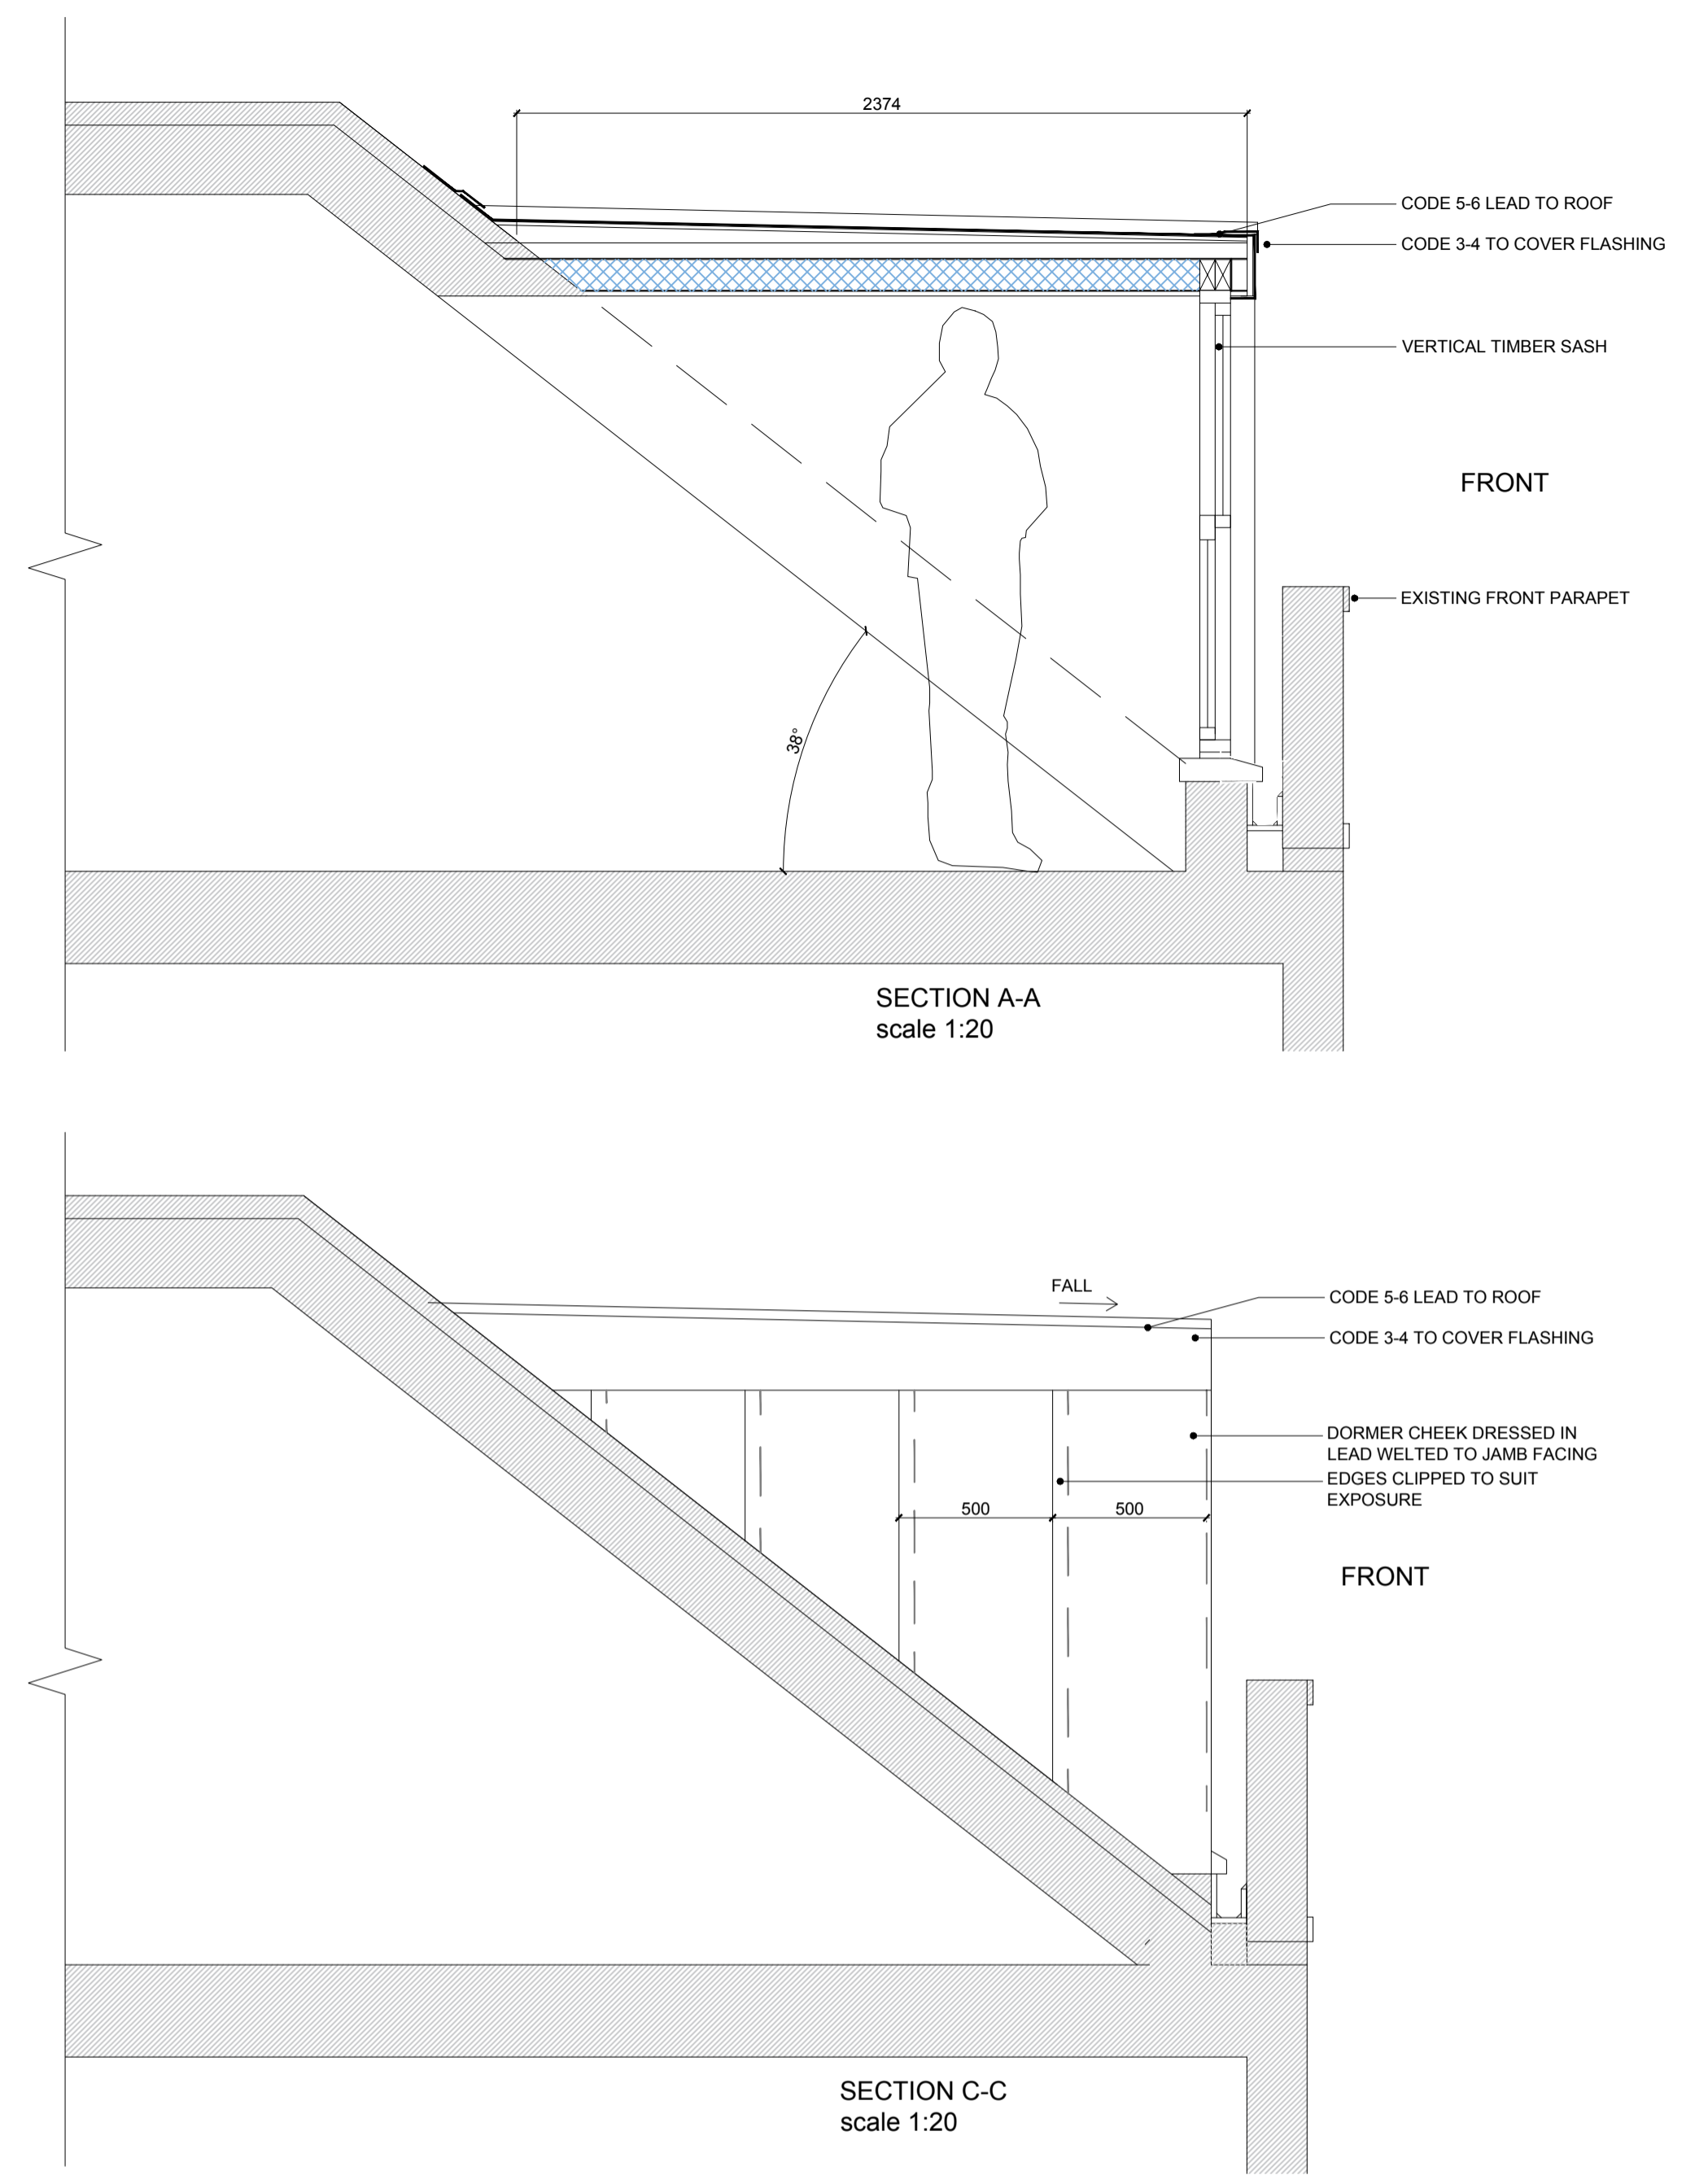 2374
CODE 5-6 LEAD TO ROOF
CODE 3-4 TO COVER FLASHING
VERTICAL TIMBER SASH
FRONT
EXISTING FRONT PARAPET
38°
SECTION A-A
scale 1:20
FALL
CODE 5-6 LEAD TO ROOF
CODE 3-4 TO COVER FLASHING
DORMER CHEEK DRESSED IN
LEAD WELTED TO JAMB FACING
EDGES CLIPPED TO SUIT
EXPOSURE
500
500
FRONT
SECTION C-C
scale 1:20